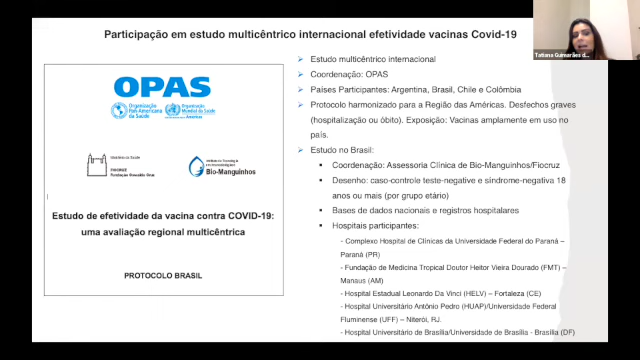 Participação em estudo multicêntrico internacional efetividade vacinas Covid-19
Tatiana Guimarães d...
OPAS
Organização Pan-Americana da Saúde
Organização Mundial da Saúde
Américas
Ministério da Saúde
FIOCRUZ
Fundação Oswaldo Cruz
Bio-Manguinhos
Estudo de efetividade da vacina contra COVID-19:
uma avaliação regional multicêntrica
PROTOCOLO BRASIL
Estudo multicêntrico internacional
Coordenação: OPAS
Países Participantes: Argentina, Brasil, Chile e Colômbia
Protocolo harmonizado para a Região das Américas. Desfechos graves
(hospitalização ou óbito). Exposição: Vacinas amplamente em uso no
país.
Estudo no Brasil:
Coordenação: Assessoria Clínica de Bio-Manguinhos/Fiocruz
Desenho: caso-controle teste-negative e síndrome-negativa 18
anos ou mais (por grupo etário)
Bases de dados nacionais e registros hospitalares
Hospitais participantes:
- Complexo Hospital de Clínicas da Universidade Federal do Paraná –
Paraná (PR)
- Fundação de Medicina Tropical Doutor Heitor Vieira Dourado (FMT) –
Manaus (AM)
- Hospital Estadual Leonardo Da Vinci (HELV) – Fortaleza (CE)
- Hospital Universitário Antônio Pedro (HUAP)/Universidade Federal
Fluminense (UFF) – Niterói, RJ.
- Hospital Universitário de Brasília/Universidade de Brasília - Brasília (DF)